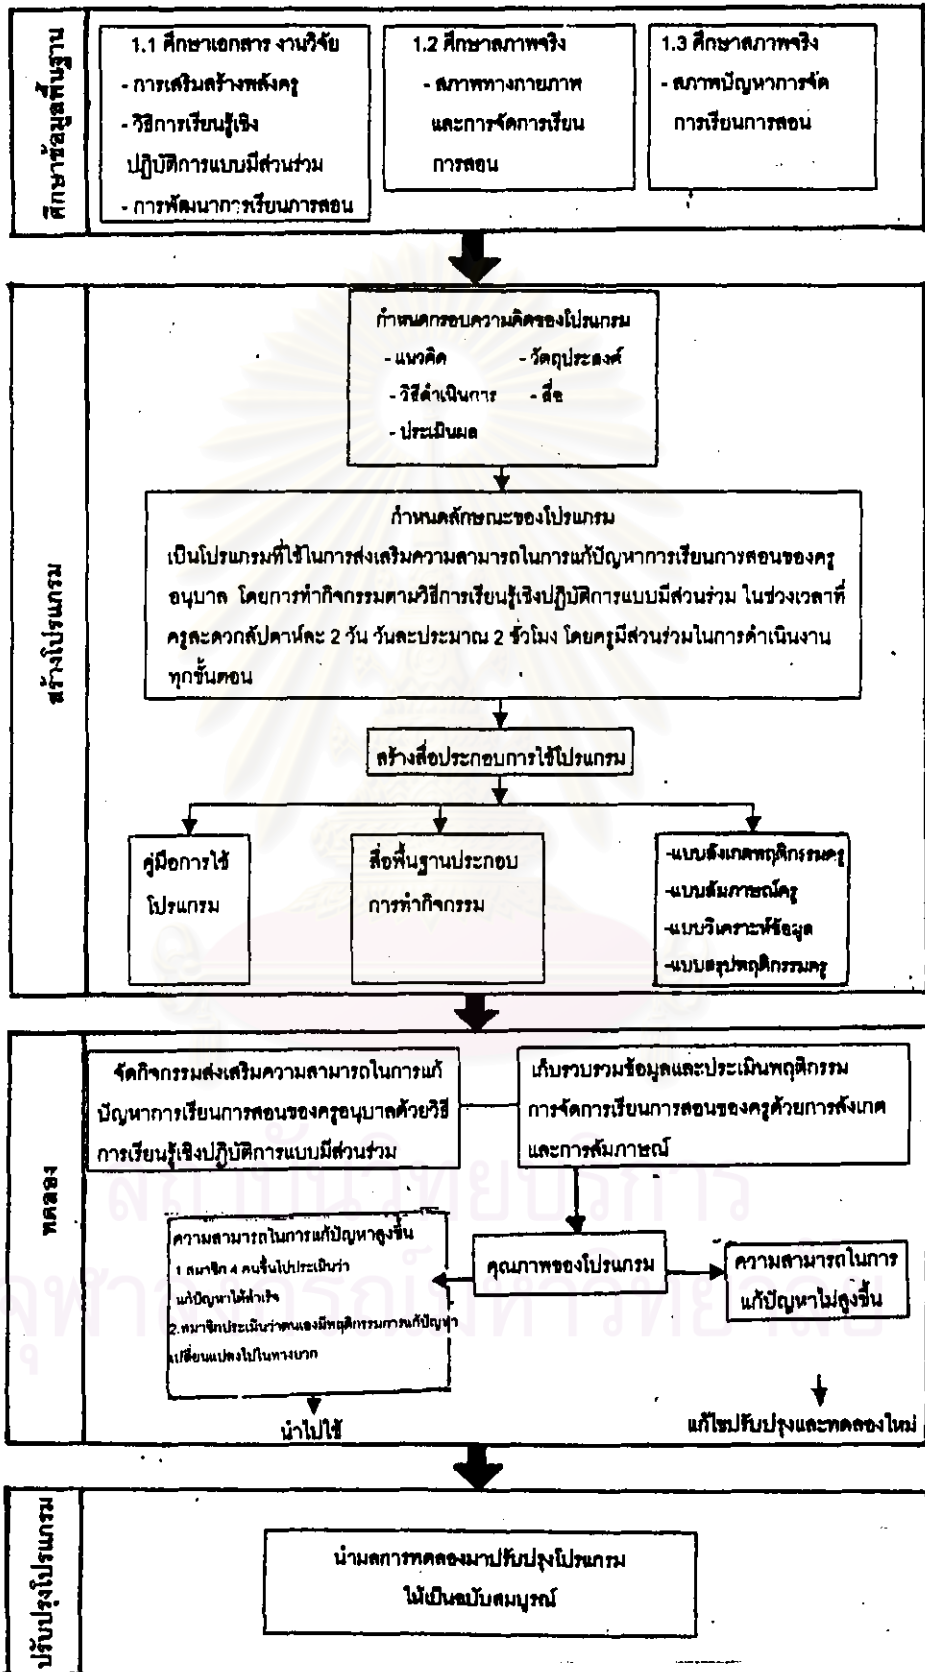 ศึกษาข้อมูลพื้นฐาน
1.1 ศึกษาเอกสาร งานวิจัย
- การเสริมสร้างพลังครู
- วิธีการเรียนรู้เชิง
ปฏิบัติการแบบมีส่วนร่วม
- การพัฒนาการเรียนการสอน
1.2 ศึกษาสภาพจริง
- สภาพทางกายภาพ
และการจัดการเรียน
การสอน
1.3 ศึกษาสภาพจริง
- สภาพปัญหาการจัด
การเรียนการสอน
สร้างโปรแกรม
กำหนดกรอบความคิดของโปรแกรม
- แนวคิด - วัตถุประสงค์
- วิธีดำเนินการ - สื่อ
- ประเมินผล
กำหนดลักษณะของโปรแกรม
เป็นโปรแกรมที่ใช้ในการส่งเสริมความสามารถในการแก้ปัญหาการเรียนการสอนของครู
อนุบาล โดยการทำกิจกรรมตามวิธีการเรียนรู้เชิงปฏิบัติการแบบมีส่วนร่วม ในช่วงเวลาที่
ครูสะดวกสัปดาห์ละ 2 วัน วันละประมาณ 2 ชั่วโมง โดยครูมีส่วนร่วมในการดำเนินงาน
ทุกขั้นตอน
สร้างสื่อประกอบการใช้โปรแกรม
คู่มือการใช้
โปรแกรม
สื่อพื้นฐานประกอบ
การทำกิจกรรม
-แบบสังเกตพฤติกรรมครู
-แบบสัมภาษณ์ครู
-แบบวิเคราะห์ข้อมูล
-แบบสรุปพฤติกรรมครู
ทดลอง
จัดกิจกรรมส่งเสริมความสามารถในการแก้
ปัญหาการเรียนการสอนของครูอนุบาลด้วยวิธี
การเรียนรู้เชิงปฏิบัติการแบบมีส่วนร่วม
เก็บรวบรวมข้อมูลและประเมินพฤติกรรม
การจัดการเรียนการสอนของครูด้วยการสังเกต
และการสัมภาษณ์
ความสามารถในการแก้ปัญหาสูงขึ้น
1.สมาชิก 4 คนขึ้นไปประเมินว่า
แก้ปัญหาได้สำเร็จ
2.สมาชิกประเมินว่าตนเองมีพฤติกรรมการแก้ปัญหา
เปลี่ยนแปลงไปในทางบวก
คุณภาพของโปรแกรม
ความสามารถในการ
แก้ปัญหาไม่สูงขึ้น
นำไปใช้
แก้ไขปรับปรุงและทดลองใหม่
ปรับปรุงโปรแกรม
นำผลการทดลองมาปรับปรุงโปรแกรม
ให้เป็นฉบับสมบูรณ์
สถาบันวิทยบริการ
จุฬาลงกรณ์มหาวิทยาลัย